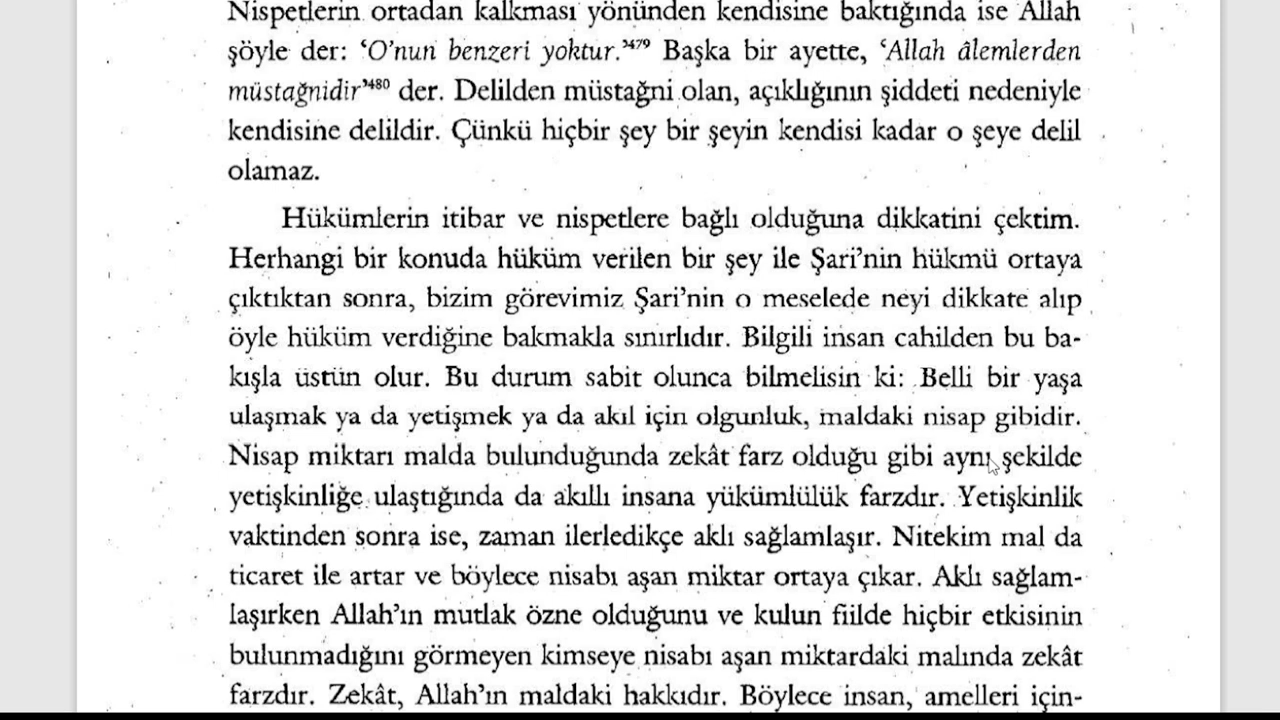 Nispetlerin ortadan kalkması yönünden kendisine baktığında ise Allah
şöyle der: ‘O’nun benzeri yoktur.’⁴⁷⁹ Başka bir ayette, ‘Allah âlemlerden
müstağnidir’⁴⁸⁰ der. Delilden müstağni olan, açıklığının şiddeti nedeniyle
kendisine delildir. Çünkü hiçbir şey bir şeyin kendisi kadar o şeye delil
olamaz.
Hükümlerin itibar ve nispetlere bağlı olduğuna dikkatini çektim.
Herhangi bir konuda hüküm verilen bir şey ile Şari’nin hükmü ortaya
çıktıktan sonra, bizim görevimiz Şari’nin o meselede neyi dikkate alıp
öyle hüküm verdiğine bakmakla sınırlıdır. Bilgili insan cahilden bu ba-
kışla üstün olur. Bu durum sabit olunca bilmelisin ki: Belli bir yaşa
ulaşmak ya da yetişmek ya da akıl için olgunluk, maldaki nisap gibidir.
Nisap miktarı malda bulunduğunda zekât farz olduğu gibi aynı şekilde
yetişkinliğe ulaştığında da akıllı insana yükümlülük farzdır. Yetişkinlik
vaktinden sonra ise, zaman ilerledikçe aklı sağlamlaşır. Nitekim mal da
ticaret ile artar ve böylece nisabı aşan miktar ortaya çıkar. Aklı sağlam-
laşırken Allah’ın mutlak özne olduğunu ve kulun fiilde hiçbir etkisinin
bulunmadığını görmeyen kimseye nisabı aşan miktardaki malında zekât
farzdır. Zekât, Allah’ın maldaki hakkıdır. Böylece insan, amelleri için-